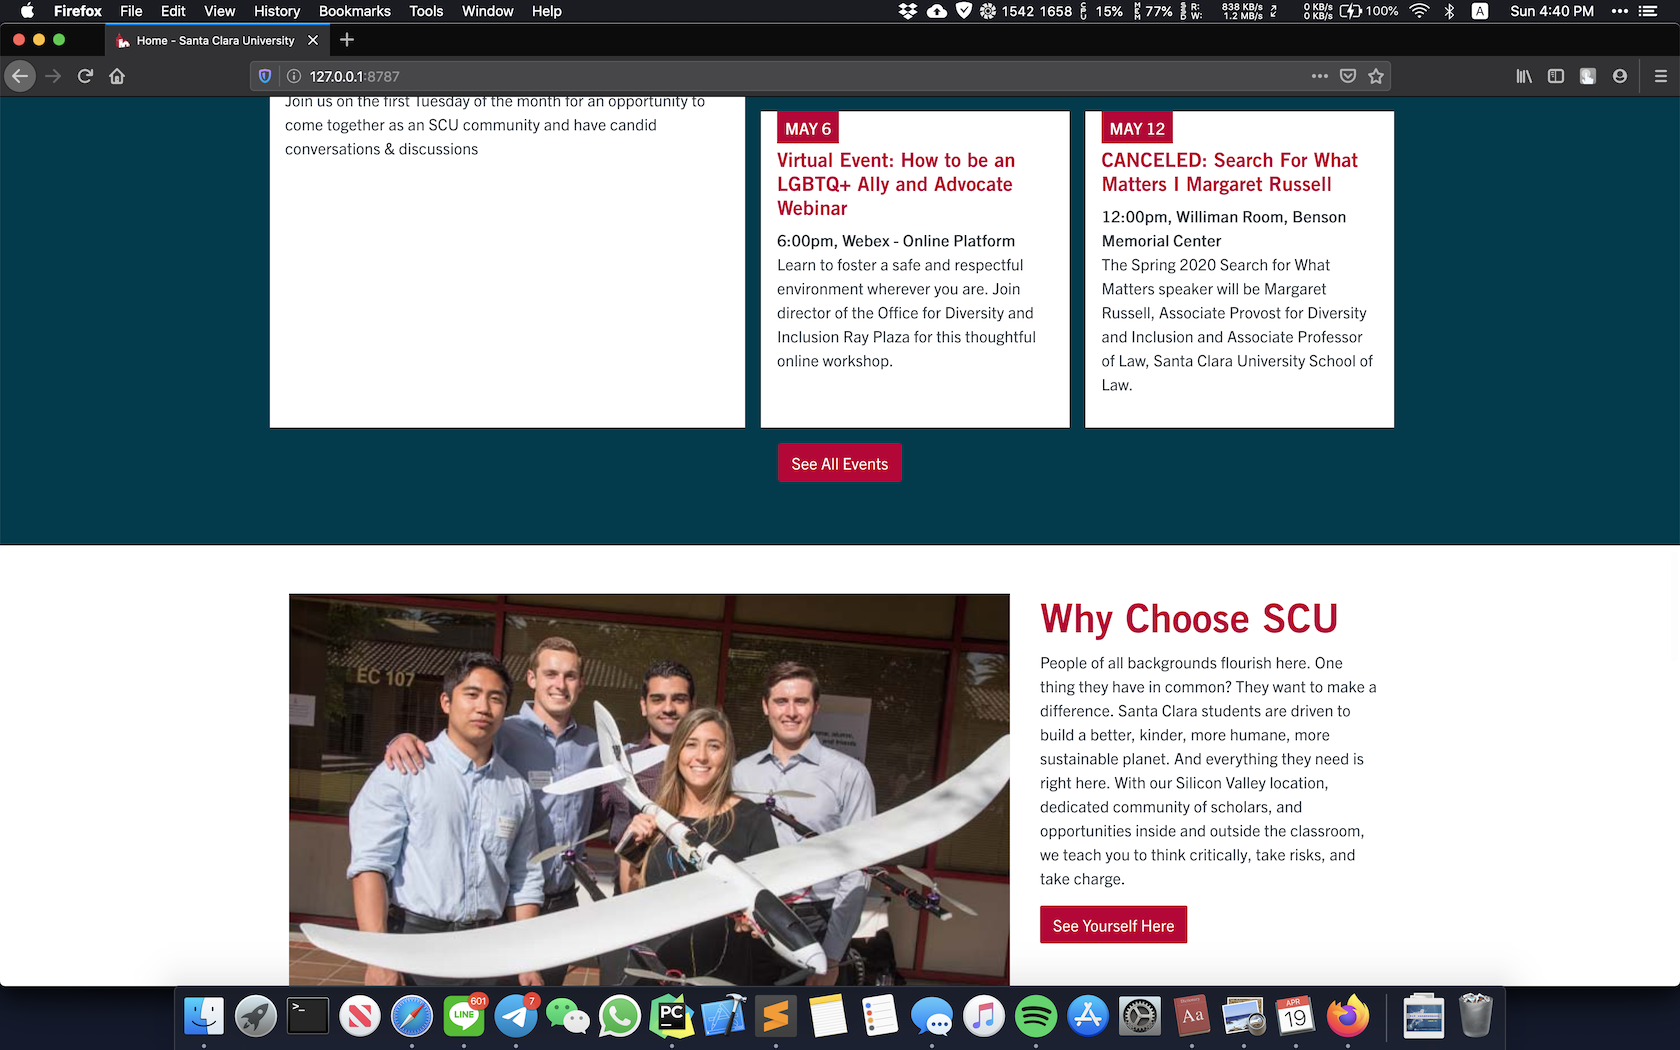 Firefox File Edit View History Bookmarks Tools Window Help
1542 1658 15% 77% R: 838 KB/s W: 1.2 MB/s 0 KB/s 0 KB/s 100% A Sun 4:40 PM
Home - Santa Clara University
127.0.0.1:8787
Join us on the first Tuesday of the month for an opportunity to
come together as an SCU community and have candid
conversations & discussions
MAY 6
Virtual Event: How to be an
LGBTQ+ Ally and Advocate
Webinar
6:00pm, Webex - Online Platform
Learn to foster a safe and respectful
environment wherever you are. Join
director of the Office for Diversity and
Inclusion Ray Plaza for this thoughtful
online workshop.
MAY 12
CANCELED: Search For What
Matters I Margaret Russell
12:00pm, Williman Room, Benson
Memorial Center
The Spring 2020 Search for What
Matters speaker will be Margaret
Russell, Associate Provost for Diversity
and Inclusion and Associate Professor
of Law, Santa Clara University School of
Law.
See All Events
EC 107
Why Choose SCU
People of all backgrounds flourish here. One
thing they have in common? They want to make a
difference. Santa Clara students are driven to
build a better, kinder, more humane, more
sustainable planet. And everything they need is
right here. With our Silicon Valley location,
dedicated community of scholars, and
opportunities inside and outside the classroom,
we teach you to think critically, take risks, and
take charge.
See Yourself Here
LINE 601
7
PC
Aa
APR
19